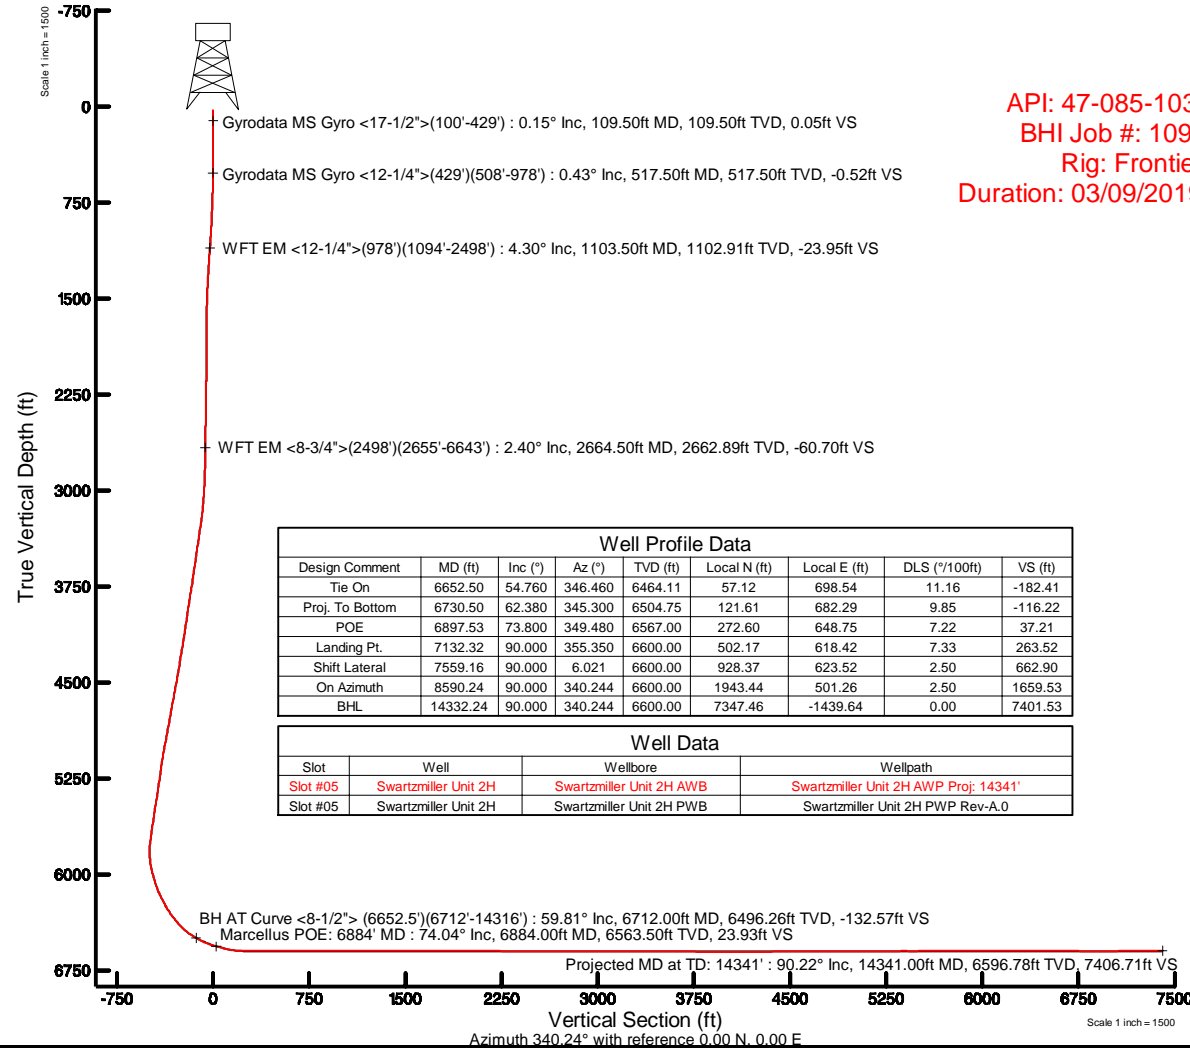 Scale 1 inch = 1500
-750
0
750
1500
2250
3000
3750
4500
5250
6000
6750
True Vertical Depth (ft)
API: 47-085-103
BHI Job #: 109
Rig: Frontie
Duration: 03/09/2019
Gyrodata MS Gyro <17-1/2">(100'-429') : 0.15° Inc, 109.50ft MD, 109.50ft TVD, 0.05ft VS
Gyrodata MS Gyro <12-1/4">(429')(508'-978') : 0.43° Inc, 517.50ft MD, 517.50ft TVD, -0.52ft VS
WFT EM <12-1/4">(978')(1094'-2498') : 4.30° Inc, 1103.50ft MD, 1102.91ft TVD, -23.95ft VS
WFT EM <8-3/4">(2498')(2655'-6643') : 2.40° Inc, 2664.50ft MD, 2662.89ft TVD, -60.70ft VS
Well Profile Data
Design Comment MD (ft) Inc (°) Az (°) TVD (ft) Local N (ft) Local E (ft) DLS (°/100ft) VS (ft)
Tie On 6652.50 54.760 346.460 6464.11 57.12 698.54 11.16 -182.41
Proj. To Bottom 6730.50 62.380 345.300 6504.75 121.61 682.29 9.85 -116.22
POE 6897.53 73.800 349.480 6567.00 272.60 648.75 7.22 37.21
Landing Pt. 7132.32 90.000 355.350 6600.00 502.17 618.42 7.33 263.52
Shift Lateral 7559.16 90.000 6.021 6600.00 928.37 623.52 2.50 662.90
On Azimuth 8590.24 90.000 340.244 6600.00 1943.44 501.26 2.50 1659.53
BHL 14332.24 90.000 340.244 6600.00 7347.46 -1439.64 0.00 7401.53
Well Data
Slot Well Wellbore Wellpath
Slot #05 Swartzmiller Unit 2H Swartzmiller Unit 2H AWB Swartzmiller Unit 2H AWP Proj: 14341'
Slot #05 Swartzmiller Unit 2H Swartzmiller Unit 2H PWB Swartzmiller Unit 2H PWP Rev-A.0
BH AT Curve <8-1/2"> (6652.5')(6712'-14316') : 59.81° Inc, 6712.00ft MD, 6496.26ft TVD, -132.57ft VS
Marcellus POE: 6884' MD : 74.04° Inc, 6884.00ft MD, 6563.50ft TVD, 23.93ft VS
Projected MD at TD: 14341' : 90.22° Inc, 14341.00ft MD, 6596.78ft TVD, 7406.71ft VS
-750 0 750 1500 2250 3000 3750 4500 5250 6000 6750 7500
Vertical Section (ft)
Scale 1 inch = 1500
Azimuth 340.24° with reference 0.00 N, 0.00 E